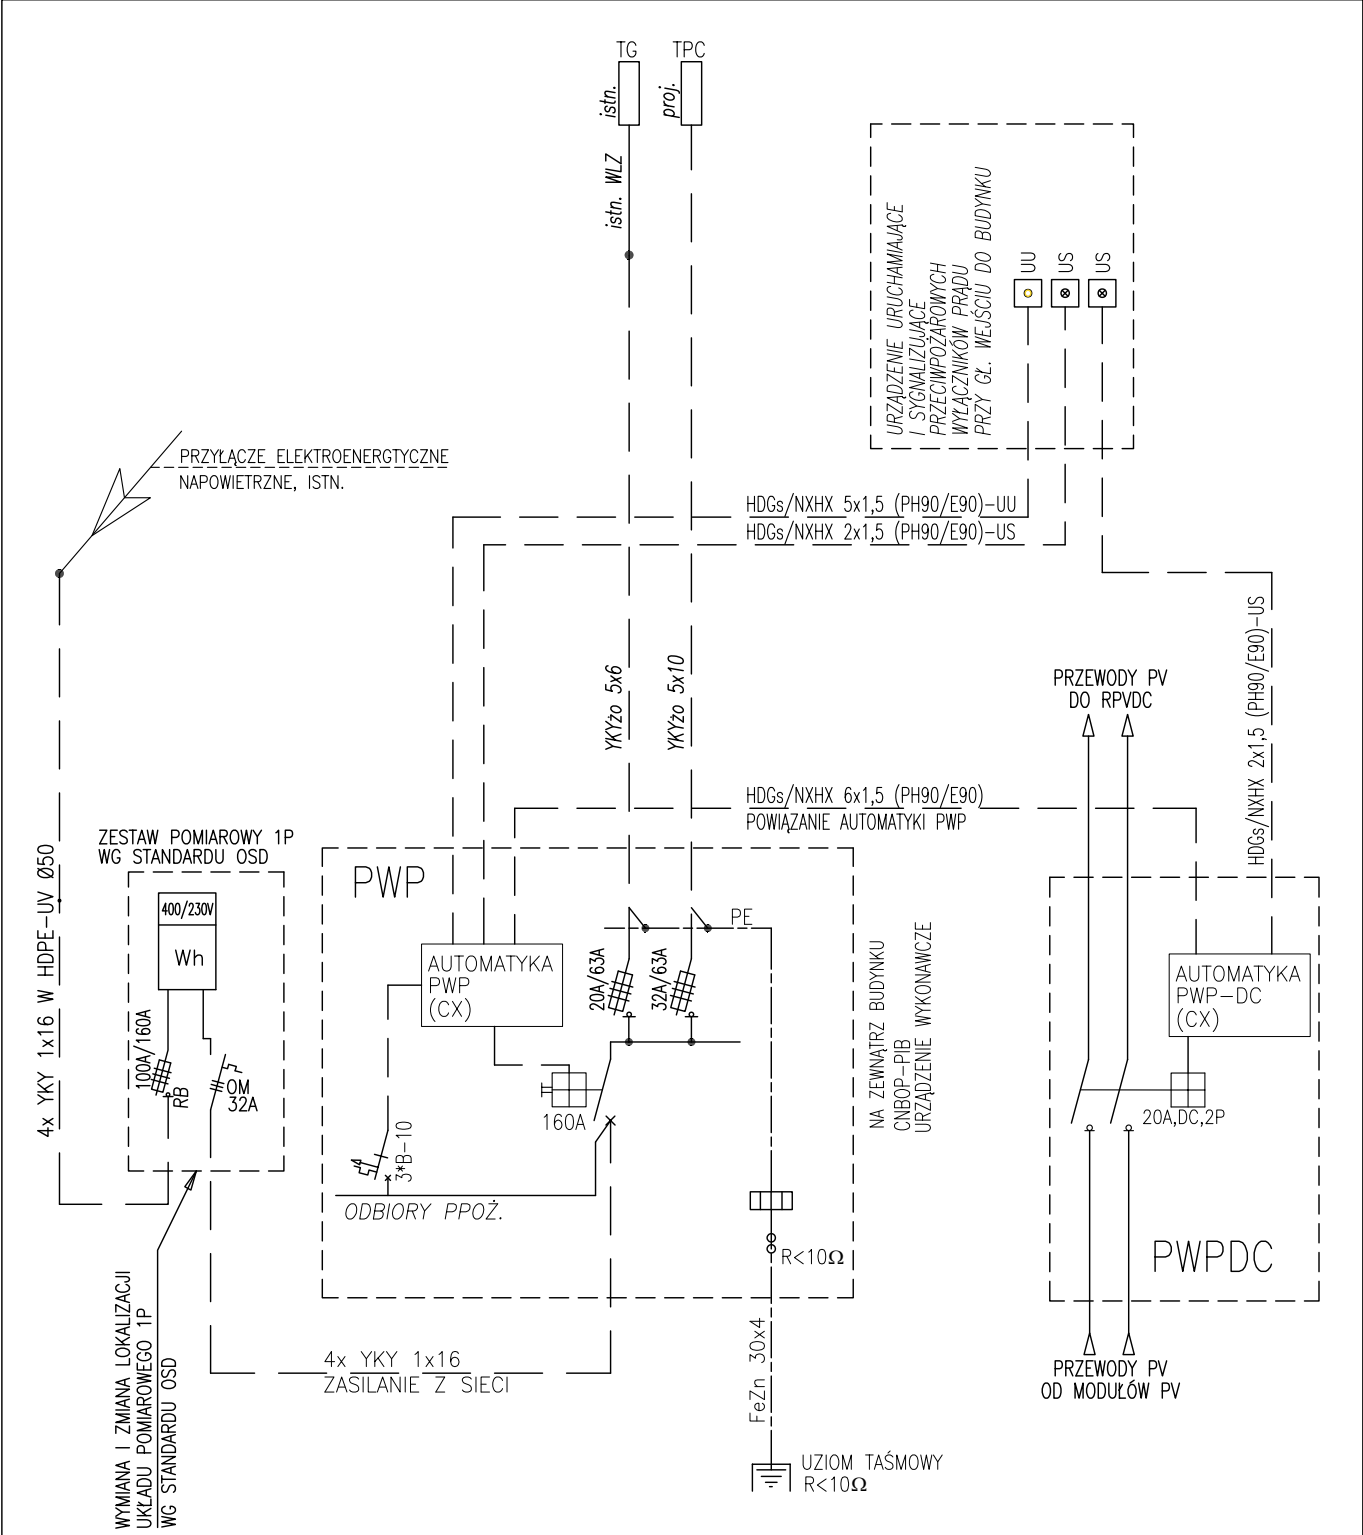 TG
TPC
istn.
proj.
istn. WLZ
URZĄDZENIE URUCHAMIAJĄCE
I SYGNALIZUJĄCE
PRZECIWPOŻAROWYCH
WYŁĄCZNIKÓW PRĄDU
PRZY GŁ. WEJŚCIU DO BUDYNKU
UU
US
US
PRZYŁĄCZE ELEKTROENERGTYCZNE
NAPOWIETRZNE, ISTN.
HDGs/NXHX 5x1,5 (PH90/E90)-UU
HDGs/NXHX 2x1,5 (PH90/E90)-US
HDGs/NXHX 2x1,5 (PH90/E90)-US
YKYżo 5x6
YKYżo 5x10
PRZEWODY PV
DO RPVDC
HDGs/NXHX 6x1,5 (PH90/E90)
POWIĄZANIE AUTOMATYKI PWP
4x YKY 1x16 W HDPE-UV Ø50
ZESTAW POMIAROWY 1P
WG STANDARDU OSD
400/230V
Wh
100A/160A
RB
OM
32A
PWP
AUTOMATYKA
PWP
(CX)
20A/63A
32A/63A
PE
160A
3*B-10
ODBIORY PPOŻ.
R<10Ω
NA ZEWNĄTRZ BUDYNKU
CNBOP-PIB
URZĄDZENIE WYKONAWCZE
AUTOMATYKA
PWP-DC
(CX)
20A,DC,2P
PWPDC
PRZEWODY PV
OD MODUŁÓW PV
WYMIANA I ZMIANA LOKALIZACJI
UKŁADU POMIAROWEGO 1P
WG STANDARDU OSD
4x YKY 1x16
ZASILANIE Z SIECI
FeZn 30x4
UZIOM TAŚMOWY
R<10Ω